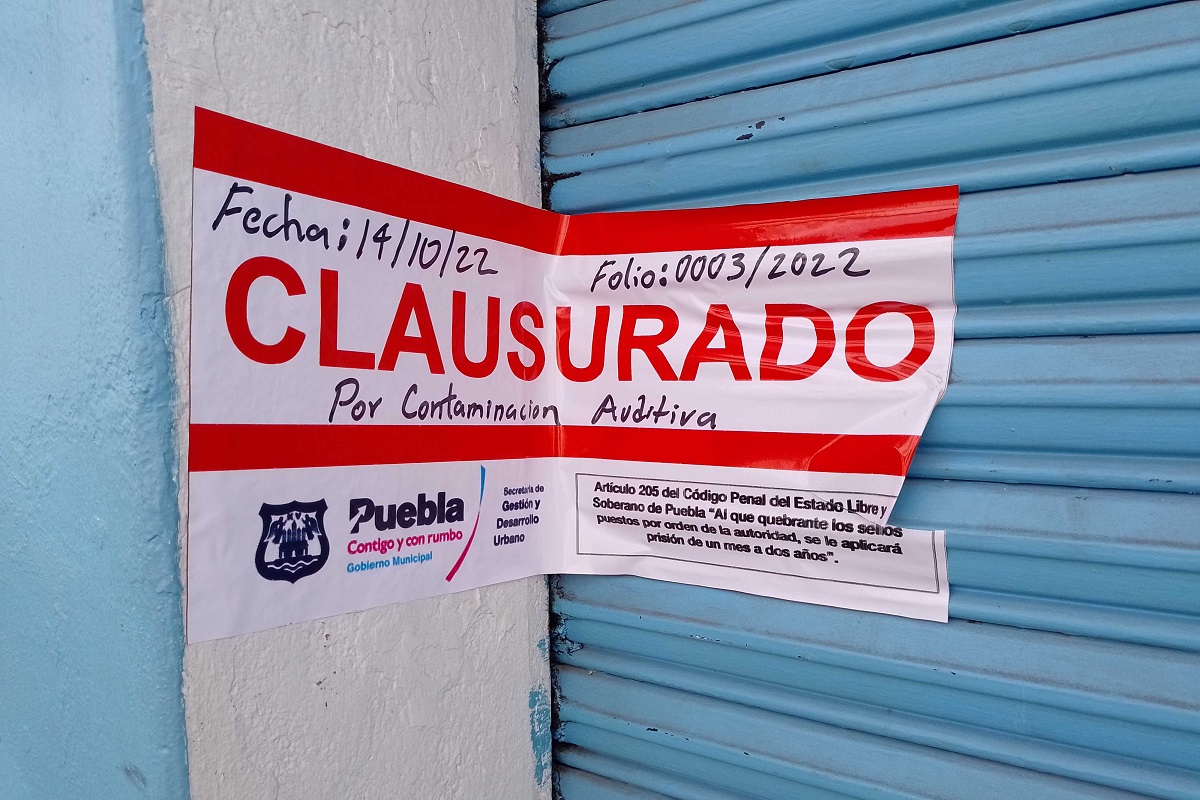 Fecha: 14/10/22
Folio: 0003/2022
CLAUSURADO
Por Contaminacion Auditiva
Puebla
Contigo y con rumbo
Gobierno Municipal
Secretaría de
Gestión y
Desarrollo
Urbano
Artículo 205 del Código Penal del Estado Libre y
Soberano de Puebla "Al que quebrante los sellos
puestos por orden de la autoridad, se le aplicará
prisión de un mes a dos años".